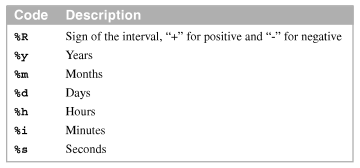 Code Description
%R Sign of the interval, “+” for positive and “-” for negative
%y Years
%m Months
%d Days
%h Hours
%i Minutes
%s Seconds